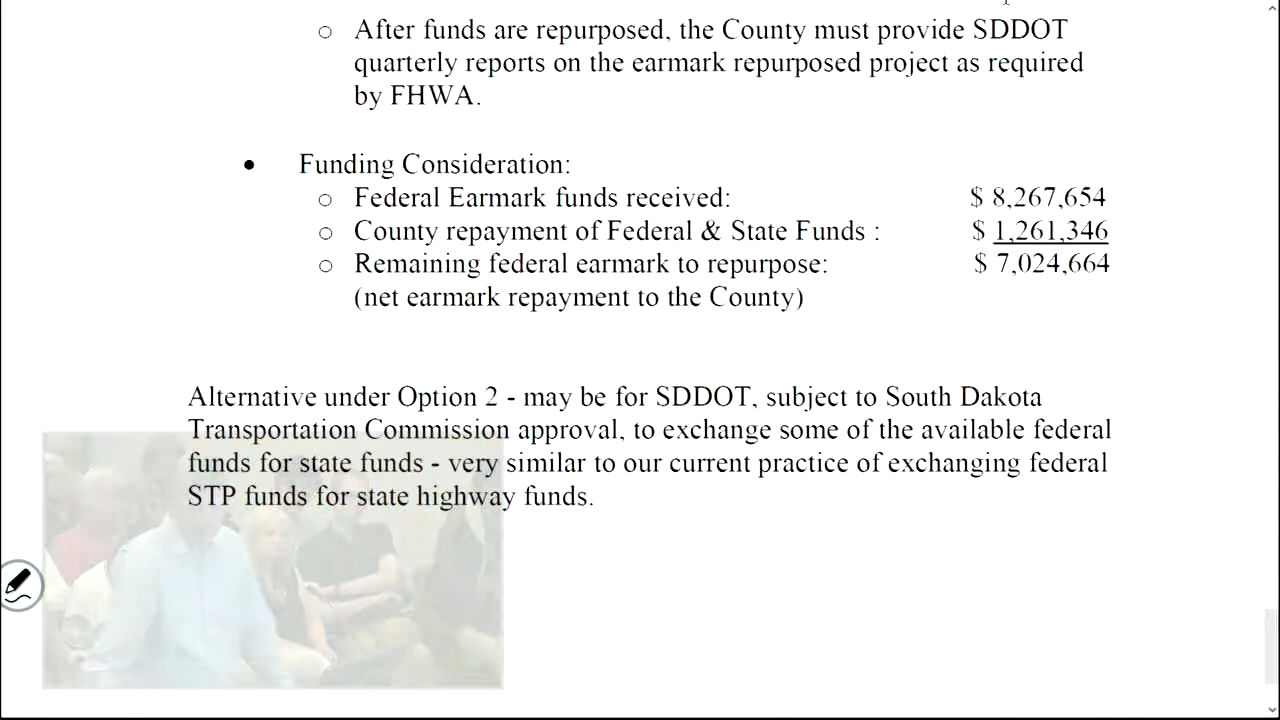 ○ After funds are repurposed, the County must provide SDDOT
quarterly reports on the earmark repurposed project as required
by FHWA.
• Funding Consideration:
○ Federal Earmark funds received: $ 8,267,654
○ County repayment of Federal & State Funds : $ 1,261,346
○ Remaining federal earmark to repurpose: $ 7,024,664
(net earmark repayment to the County)
Alternative under Option 2 - may be for SDDOT, subject to South Dakota
Transportation Commission approval, to exchange some of the available federal
funds for state funds - very similar to our current practice of exchanging federal
STP funds for state highway funds.